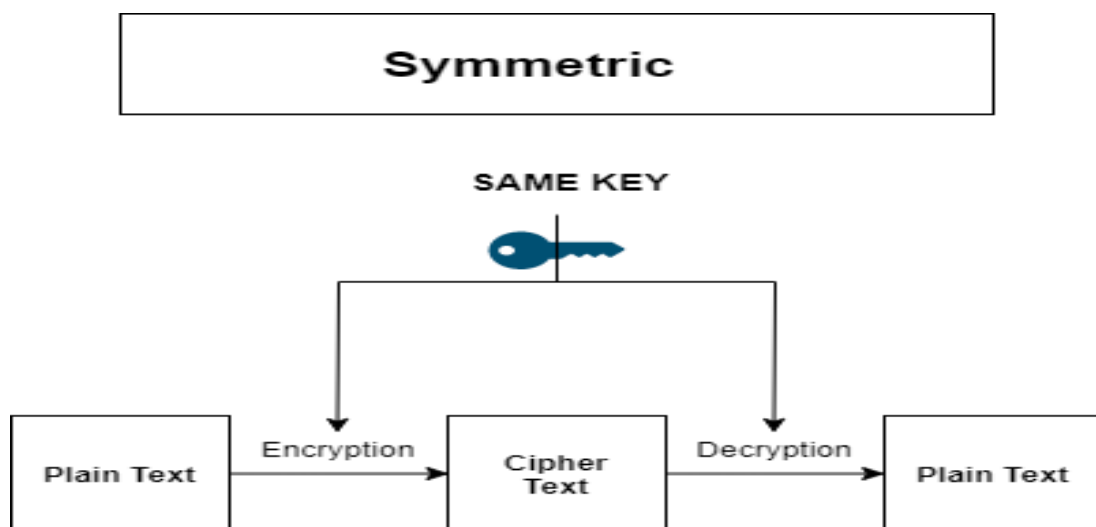 Symmetric
SAME KEY
Encryption
Decryption
Plain Text
Cipher
Text
Plain Text